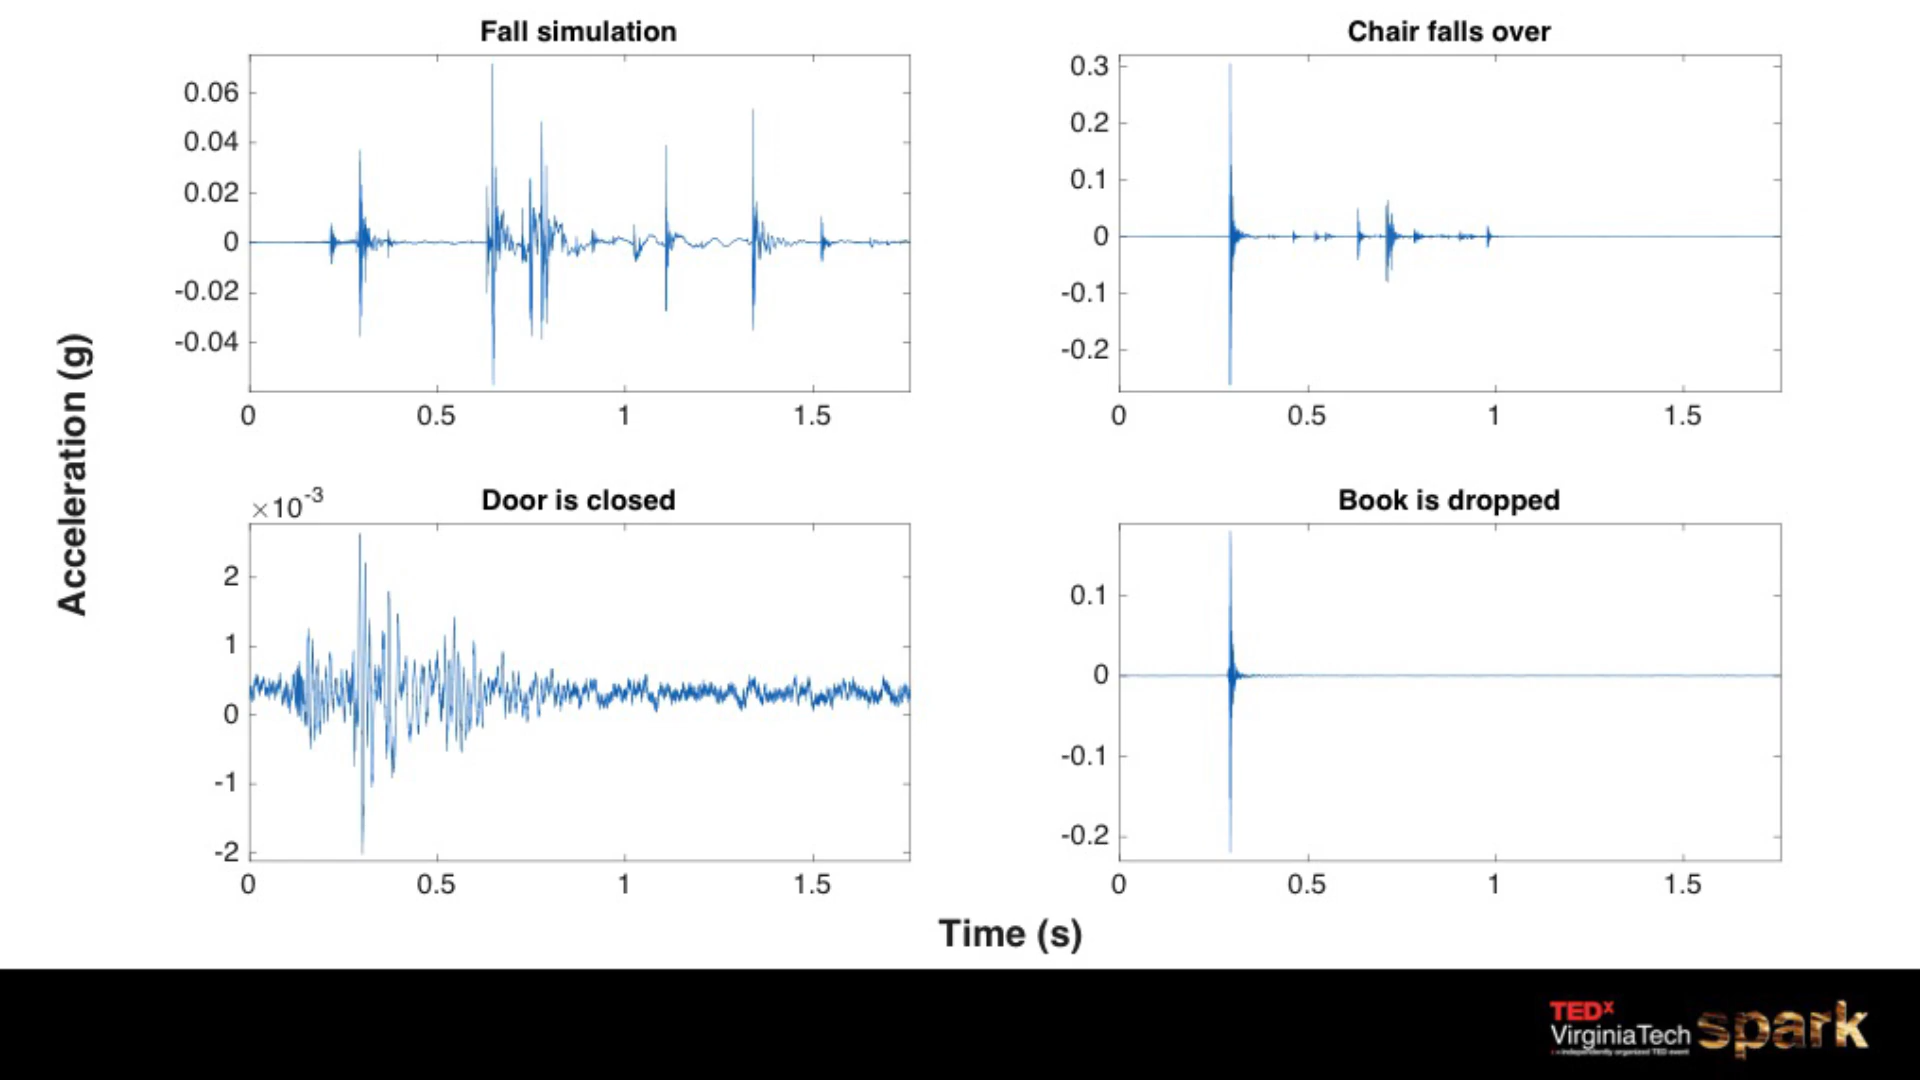 Fall simulation
0.06
0.04
0.02
0
-0.02
-0.04
0 0.5 1 1.5
Chair falls over
0.3
0.2
0.1
0
-0.1
-0.2
0 0.5 1 1.5
Acceleration (g)
×10⁻³
Door is closed
2
1
0
-1
-2
0 0.5 1 1.5
Book is dropped
0.1
0
-0.1
-0.2
0 0.5 1 1.5
Time (s)
TEDx
VirginiaTech
x = independently organized TED event
spark